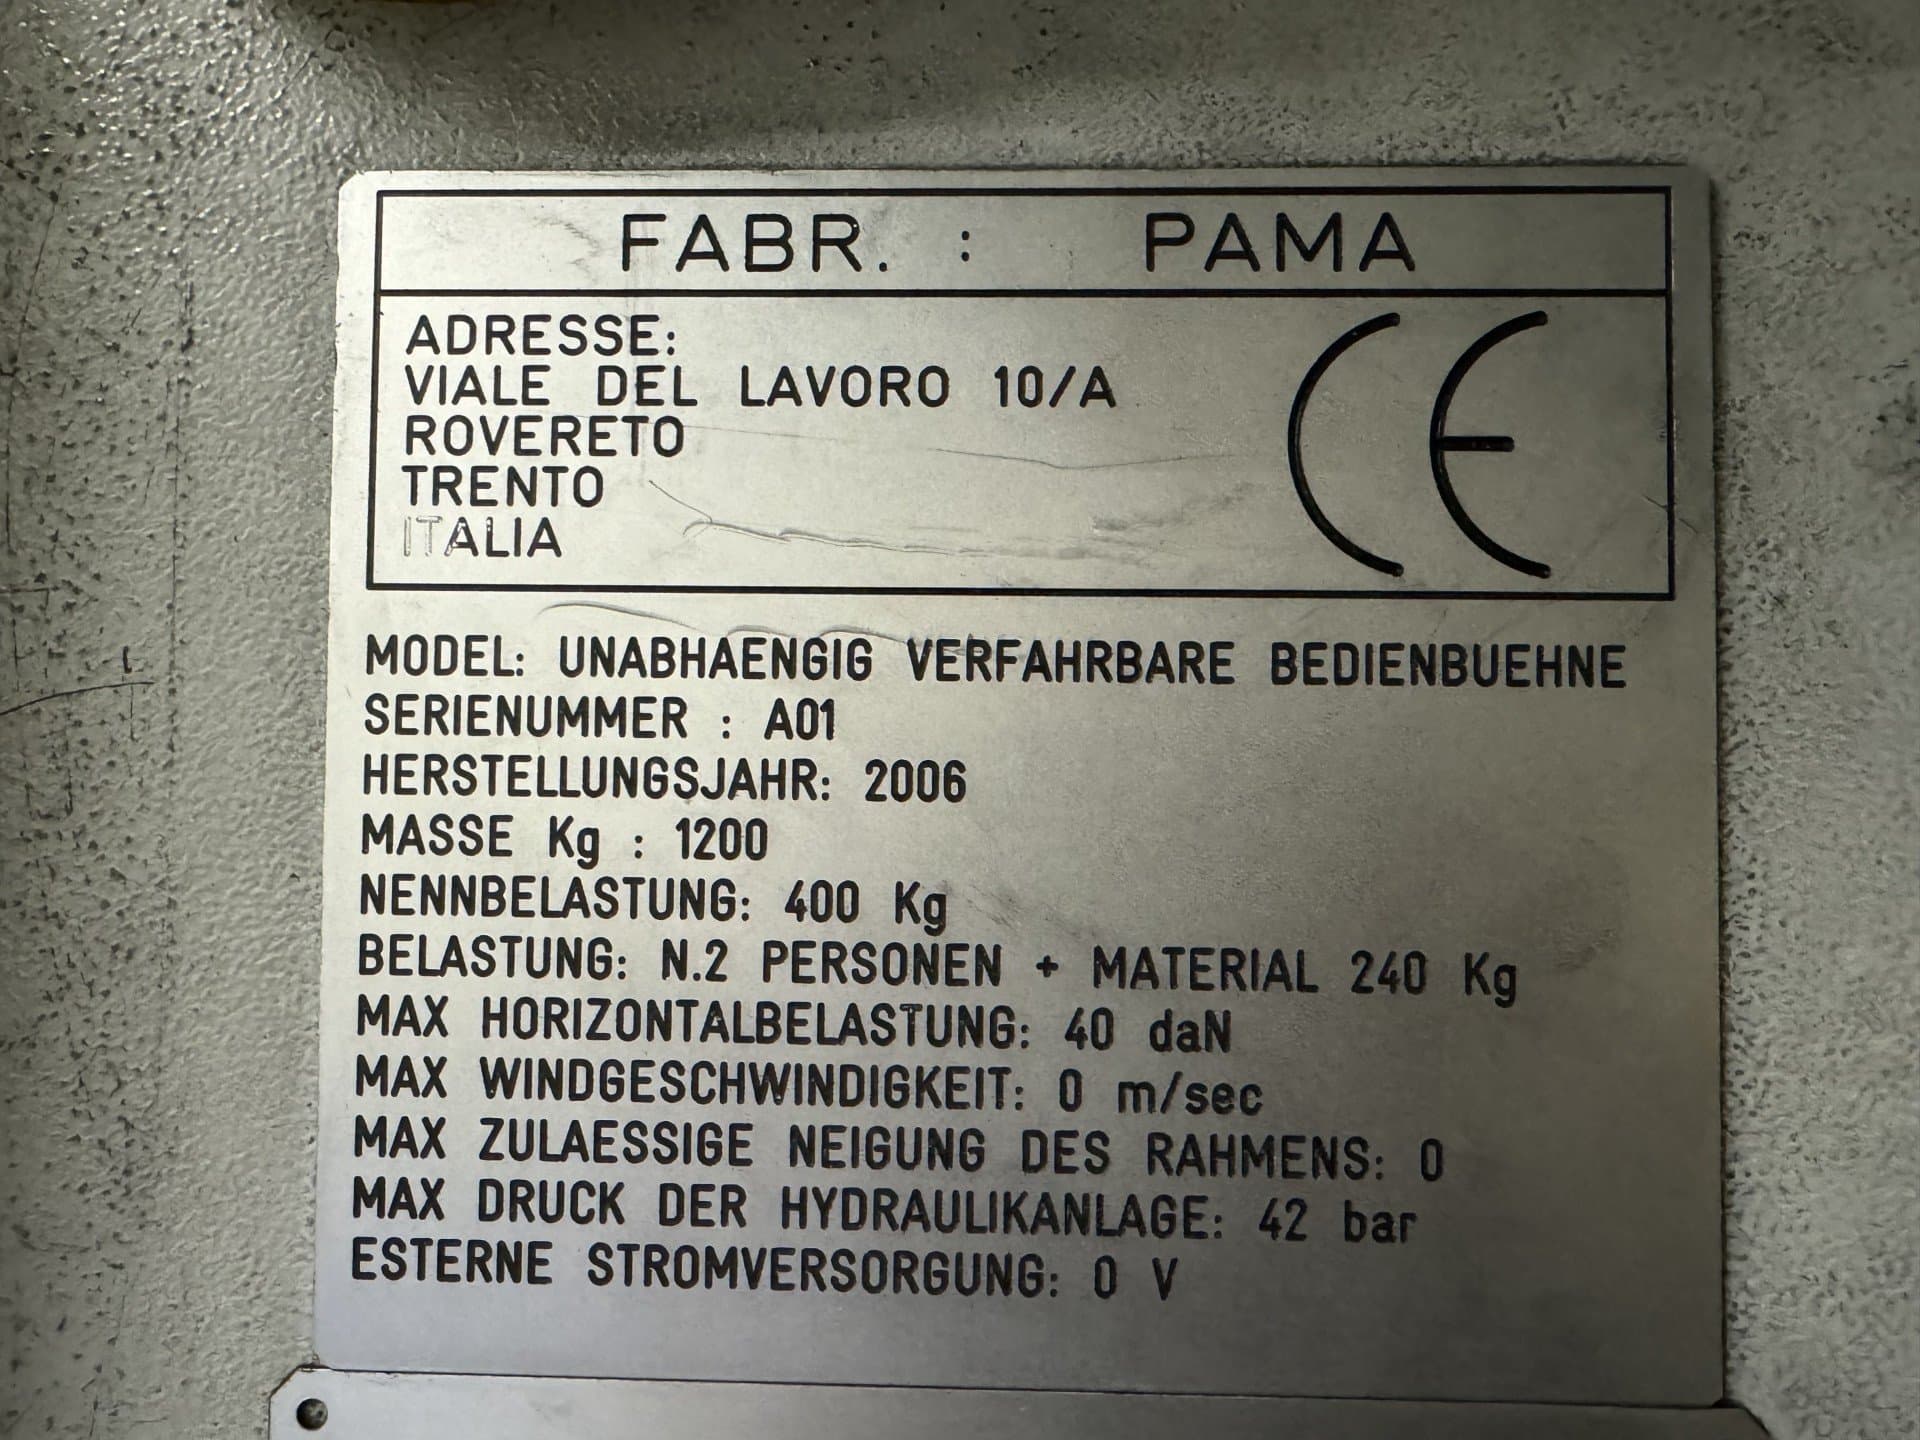 FABR. : PAMA
ADRESSE:
VIALE DEL LAVORO 10/A
ROVERETO
TRENTO
ITALIA
CE
MODEL: UNABHAENGIG VERFAHRBARE BEDIENBUEHNE
SERIENUMMER : A01
HERSTELLUNGSJAHR: 2006
MASSE Kg : 1200
NENNBELASTUNG: 400 Kg
BELASTUNG: N.2 PERSONEN + MATERIAL 240 Kg
MAX HORIZONTALBELASTUNG: 40 daN
MAX WINDGESCHWINDIGKEIT: 0 m/sec
MAX ZULAESSIGE NEIGUNG DES RAHMENS: 0
MAX DRUCK DER HYDRAULIKANLAGE: 42 bar
ESTERNE STROMVERSORGUNG: 0 V